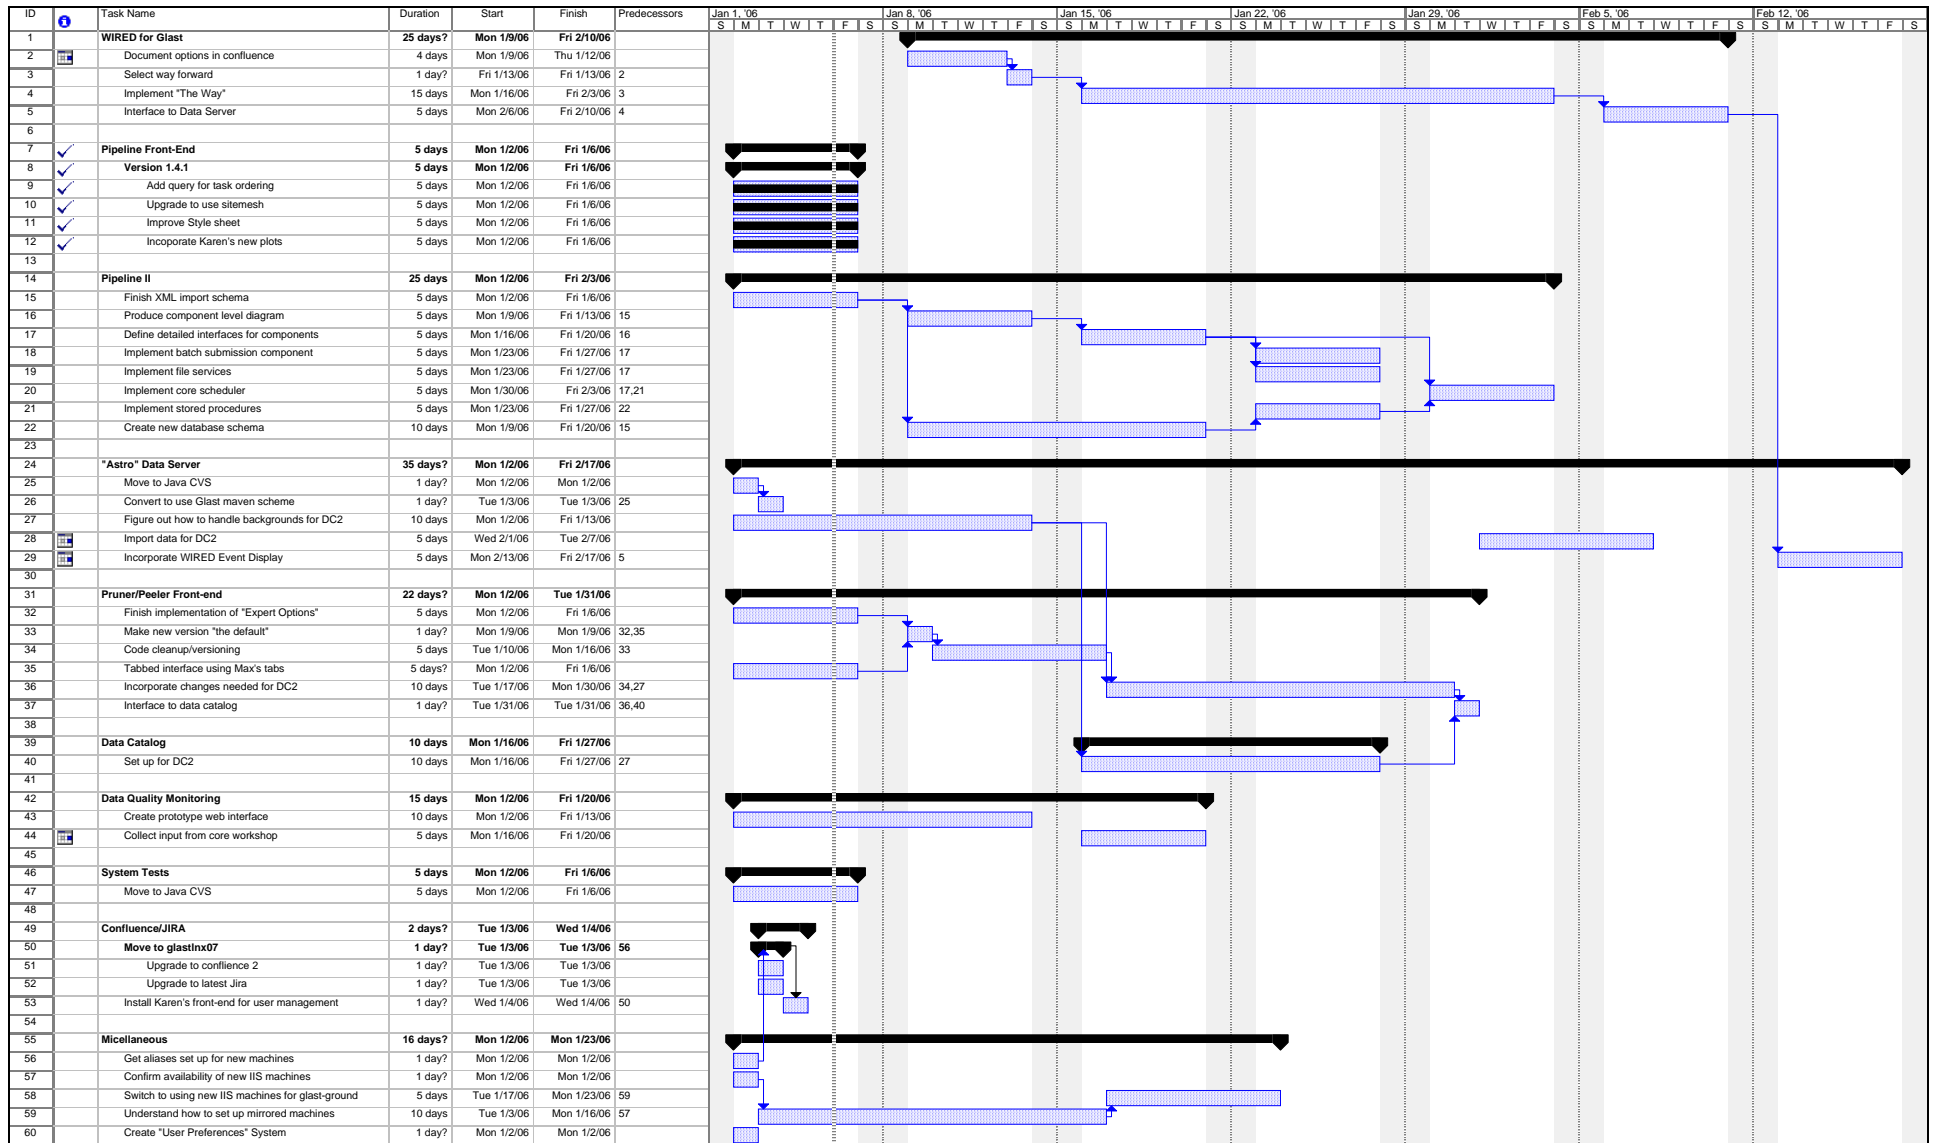 ID Task Name Duration Start Finish Predecessors Jan 1, '06 Jan 8, '06 Jan 15, '06 Jan 22, '06 Jan 29, '06 Feb 5, '06 Feb 12, '06
S M T W T F S S M T W T F S S M T W T F S S M T W T F S S M T W T F S S M T W T F S S M T W T F S
1 WIRED for Glast 25 days? Mon 1/9/06 Fri 2/10/06
2 Document options in confluence 4 days Mon 1/9/06 Thu 1/12/06
3 Select way forward 1 day? Fri 1/13/06 Fri 1/13/06 2
4 Implement "The Way" 15 days Mon 1/16/06 Fri 2/3/06 3
5 Interface to Data Server 5 days Mon 2/6/06 Fri 2/10/06 4
6
7 Pipeline Front-End 5 days Mon 1/2/06 Fri 1/6/06
8 Version 1.4.1 5 days Mon 1/2/06 Fri 1/6/06
9 Add query for task ordering 5 days Mon 1/2/06 Fri 1/6/06
10 Upgrade to use sitemesh 5 days Mon 1/2/06 Fri 1/6/06
11 Improve Style sheet 5 days Mon 1/2/06 Fri 1/6/06
12 Incoporate Karen's new plots 5 days Mon 1/2/06 Fri 1/6/06
13
14 Pipeline II 25 days Mon 1/2/06 Fri 2/3/06
15 Finish XML import schema 5 days Mon 1/2/06 Fri 1/6/06
16 Produce component level diagram 5 days Mon 1/9/06 Fri 1/13/06 15
17 Define detailed interfaces for components 5 days Mon 1/16/06 Fri 1/20/06 16
18 Implement batch submission component 5 days Mon 1/23/06 Fri 1/27/06 17
19 Implement file services 5 days Mon 1/23/06 Fri 1/27/06 17
20 Implement core scheduler 5 days Mon 1/30/06 Fri 2/3/06 17,21
21 Implement stored procedures 5 days Mon 1/23/06 Fri 1/27/06 22
22 Create new database schema 10 days Mon 1/9/06 Fri 1/20/06 15
23
24 "Astro" Data Server 35 days? Mon 1/2/06 Fri 2/17/06
25 Move to Java CVS 1 day? Mon 1/2/06 Mon 1/2/06
26 Convert to use Glast maven scheme 1 day? Tue 1/3/06 Tue 1/3/06 25
27 Figure out how to handle backgrounds for DC2 10 days Mon 1/2/06 Fri 1/13/06
28 Import data for DC2 5 days Wed 2/1/06 Tue 2/7/06
29 Incorporate WIRED Event Display 5 days Mon 2/13/06 Fri 2/17/06 5
30
31 Pruner/Peeler Front-end 22 days? Mon 1/2/06 Tue 1/31/06
32 Finish implementation of "Expert Options" 5 days Mon 1/2/06 Fri 1/6/06
33 Make new version "the default" 1 day? Mon 1/9/06 Mon 1/9/06 32,35
34 Code cleanup/versioning 5 days Tue 1/10/06 Mon 1/16/06 33
35 Tabbed interface using Max's tabs 5 days? Mon 1/2/06 Fri 1/6/06
36 Incorporate changes needed for DC2 10 days Tue 1/17/06 Mon 1/30/06 34,27
37 Interface to data catalog 1 day? Tue 1/31/06 Tue 1/31/06 36,40
38
39 Data Catalog 10 days Mon 1/16/06 Fri 1/27/06
40 Set up for DC2 10 days Mon 1/16/06 Fri 1/27/06 27
41
42 Data Quality Monitoring 15 days Mon 1/2/06 Fri 1/20/06
43 Create prototype web interface 10 days Mon 1/2/06 Fri 1/13/06
44 Collect input from core workshop 5 days Mon 1/16/06 Fri 1/20/06
45
46 System Tests 5 days Mon 1/2/06 Fri 1/6/06
47 Move to Java CVS 5 days Mon 1/2/06 Fri 1/6/06
48
49 Confluence/JIRA 2 days? Tue 1/3/06 Wed 1/4/06
50 Move to glastlnx07 1 day? Tue 1/3/06 Tue 1/3/06 56
51 Upgrade to conflience 2 1 day? Tue 1/3/06 Tue 1/3/06
52 Upgrade to latest Jira 1 day? Tue 1/3/06 Tue 1/3/06
53 Install Karen's front-end for user management 1 day? Wed 1/4/06 Wed 1/4/06 50
54
55 Micellaneous 16 days? Mon 1/2/06 Mon 1/23/06
56 Get aliases set up for new machines 1 day? Mon 1/2/06 Mon 1/2/06
57 Confirm availability of new IIS machines 1 day? Mon 1/2/06 Mon 1/2/06
58 Switch to using new IIS machines for glast-ground 5 days Tue 1/17/06 Mon 1/23/06 59
59 Understand how to set up mirrored machines 10 days Tue 1/3/06 Mon 1/16/06 57
60 Create "User Preferences" System 1 day? Mon 1/2/06 Mon 1/2/06